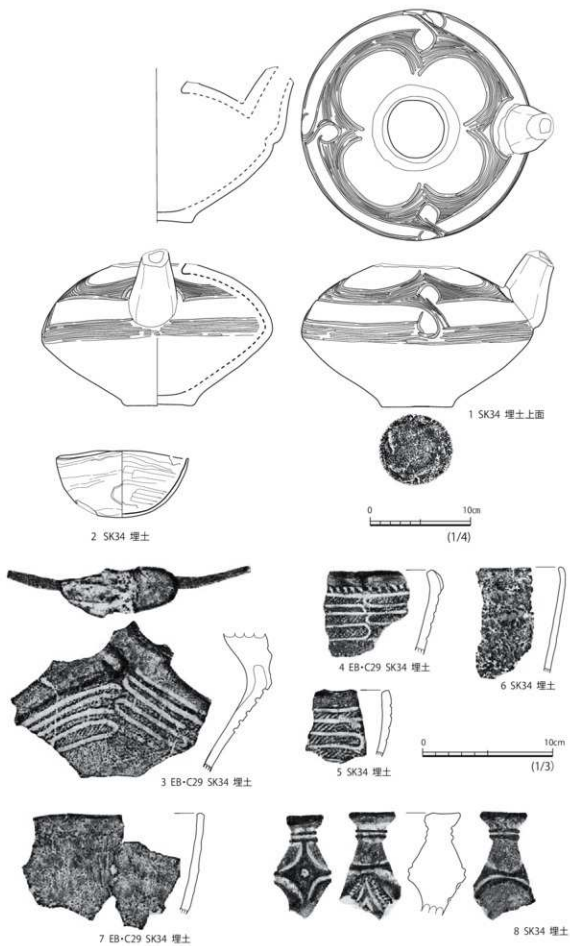 1 SK34 埋土上面
2 SK34 埋土
0 10cm
(1/4)
3 EB・C29 SK34 埋土
4 EB・C29 SK34 埋土
5 SK34 埋土
6 SK34 埋土
0 10cm
(1/3)
7 EB・C29 SK34 埋土
8 SK34 埋土